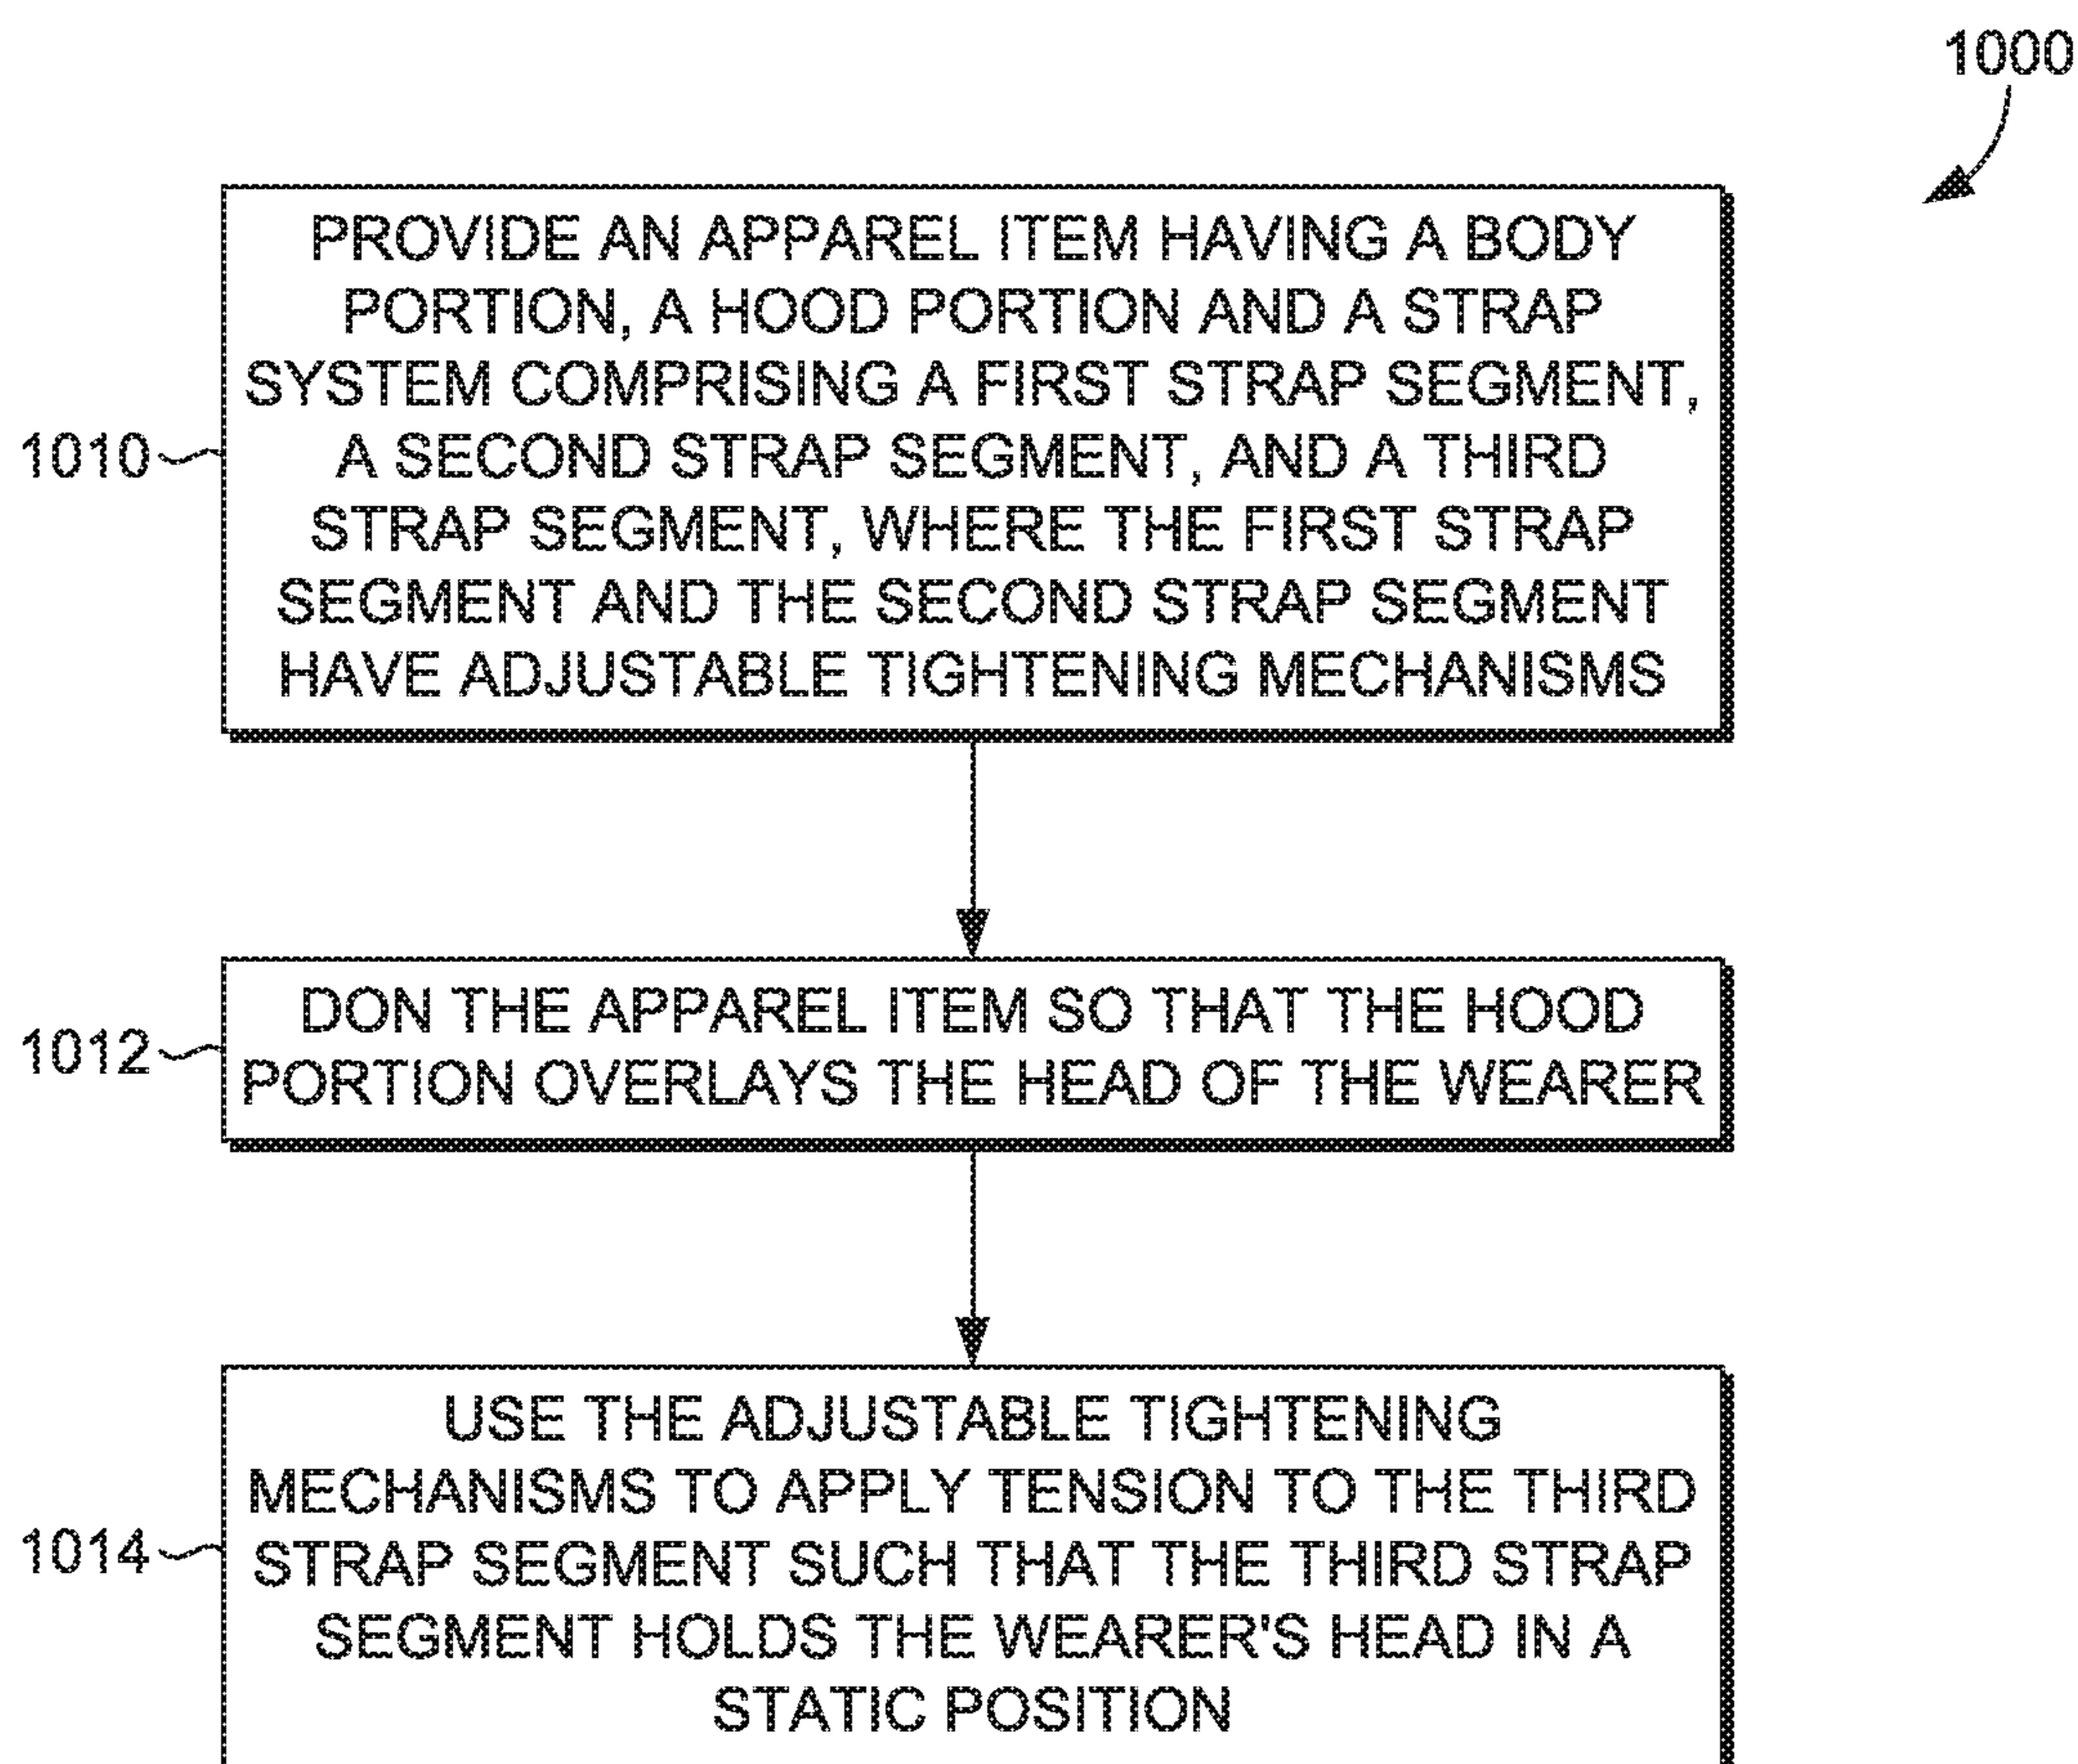 1000
PROVIDE AN APPAREL ITEM HAVING A BODY
PORTION, A HOOD PORTION AND A STRAP
SYSTEM COMPRISING A FIRST STRAP SEGMENT,
1010 A SECOND STRAP SEGMENT, AND A THIRD
STRAP SEGMENT, WHERE THE FIRST STRAP
SEGMENT AND THE SECOND STRAP SEGMENT
HAVE ADJUSTABLE TIGHTENING MECHANISMS
1012
DON THE APPAREL ITEM SO THAT THE HOOD
PORTION OVERLAYS THE HEAD OF THE WEARER
USE THE ADJUSTABLE TIGHTENING
MECHANISMS TO APPLY TENSION TO THE THIRD
1014 STRAP SEGMENT SUCH THAT THE THIRD STRAP
SEGMENT HOLDS THE WEARER'S HEAD IN A
STATIC POSITION